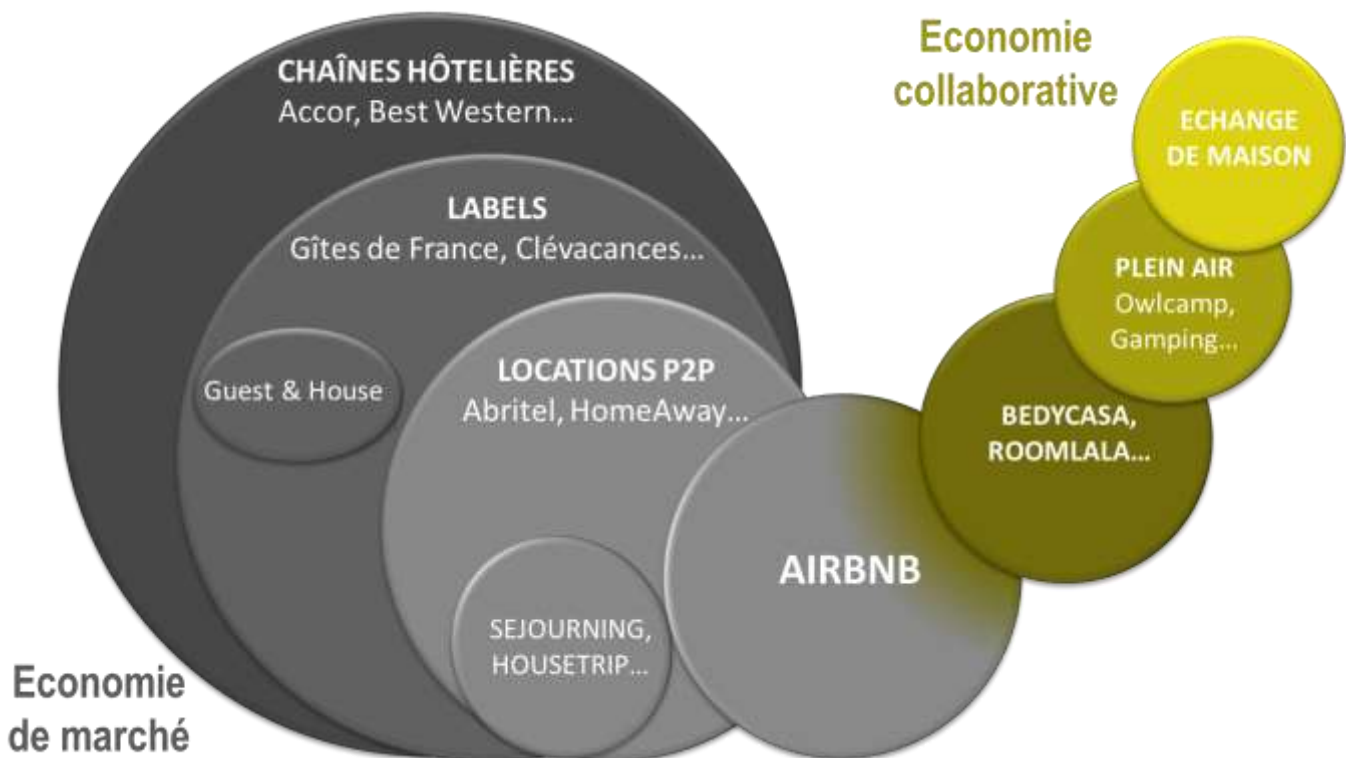 Economie
collaborative
CHAÎNES HÔTELIÈRES
Accor, Best Western...
ECHANGE
DE MAISON
LABELS
Gîtes de France, Clévacances...
PLEIN AIR
Owlcamp,
Gamping...
Guest & House
LOCATIONS P2P
Abritel, HomeAway...
BEDYCASA,
ROOMLALA...
AIRBNB
SEJOURNING,
HOUSETRIP...
Economie
de marché